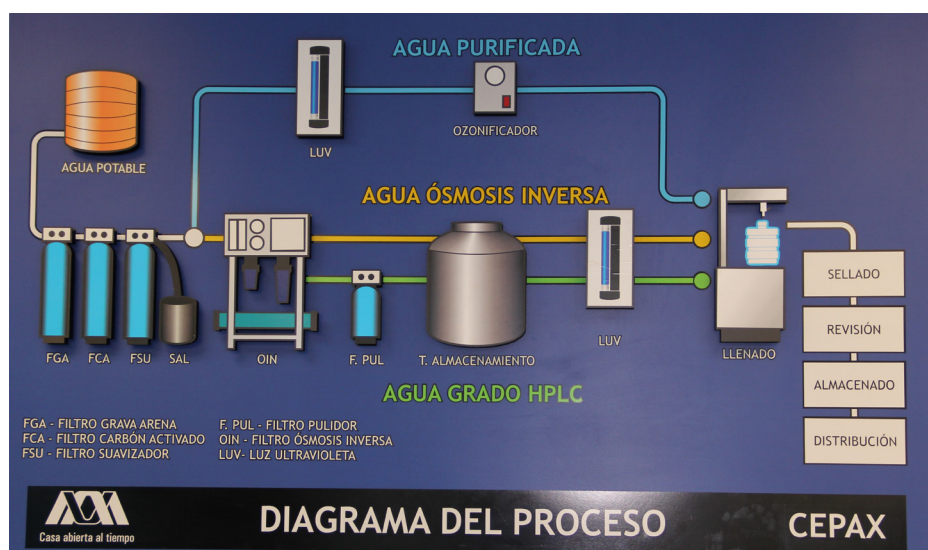 AGUA PURIFICADA
LUV
OZONIFICADOR
AGUA POTABLE
AGUA ÓSMOSIS INVERSA
FGA
FCA
FSU
SAL
OIN
F. PUL
T. ALMACENAMIENTO
LUV
LLENADO
SELLADO
REVISIÓN
ALMACENADO
DISTRIBUCIÓN
AGUA GRADO HPLC
FGA - FILTRO GRAVA ARENA
FCA - FILTRO CARBÓN ACTIVADO
FSU - FILTRO SUAVIZADOR
F. PUL - FILTRO PULIDOR
OIN - FILTRO ÓSMOSIS INVERSA
LUV- LUZ ULTRAVIOLETA
Casa abierta al tiempo
DIAGRAMA DEL PROCESO
CEPAX